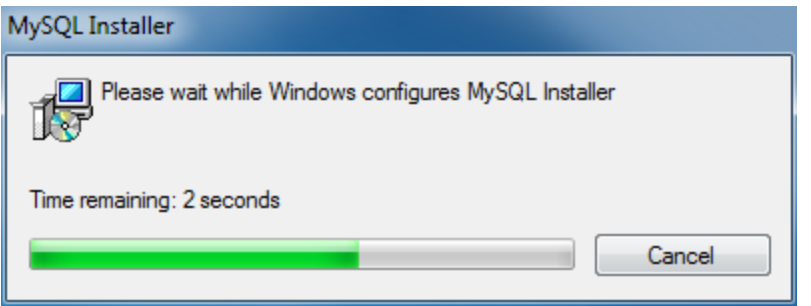 MySQL Installer
Please wait while Windows configures MySQL Installer
Time remaining: 2 seconds
Cancel